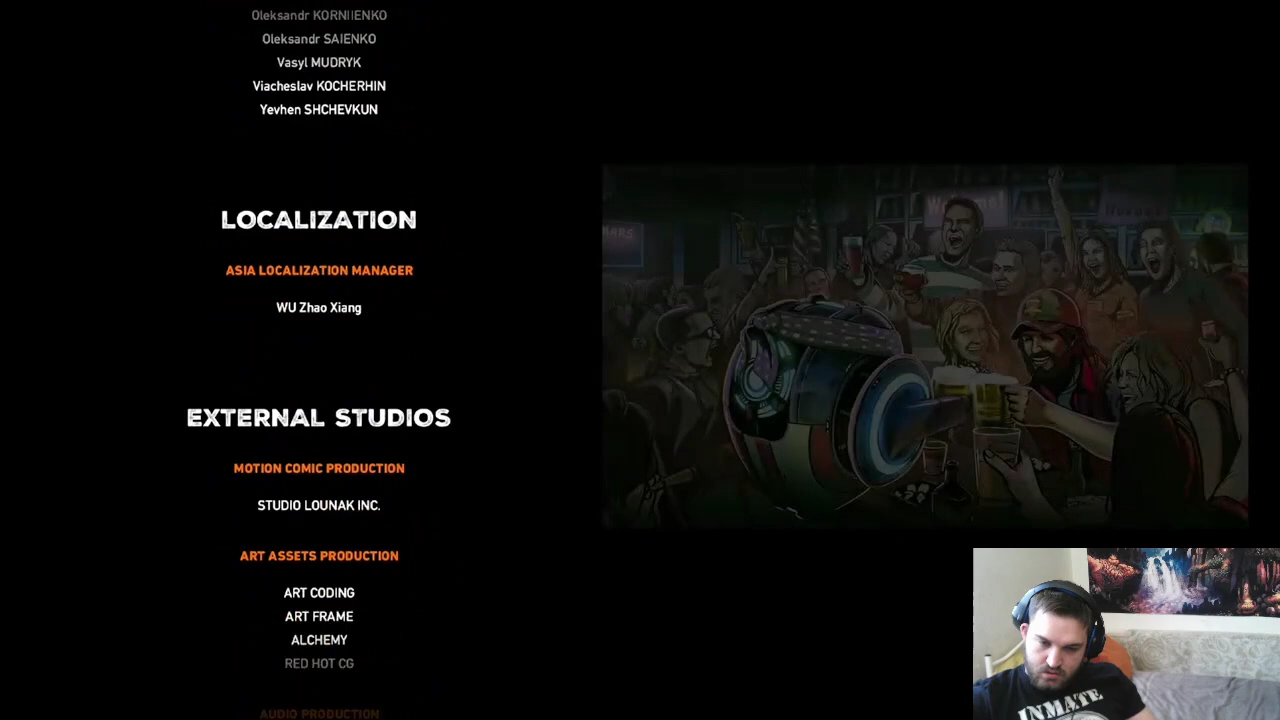 Oleksandr KORNIIENKO
Oleksandr SAIENKO
Vasyl MUDRYK
Viacheslav KOCHERHIN
Yevhen SHCHEVKUN
LOCALIZATION
ASIA LOCALIZATION MANAGER
WU Zhao Xiang
EXTERNAL STUDIOS
MOTION COMIC PRODUCTION
STUDIO LOUNAK INC.
ART ASSETS PRODUCTION
ART CODING
ART FRAME
ALCHEMY
RED HOT CG
AUDIO PRODUCTION
INMATE